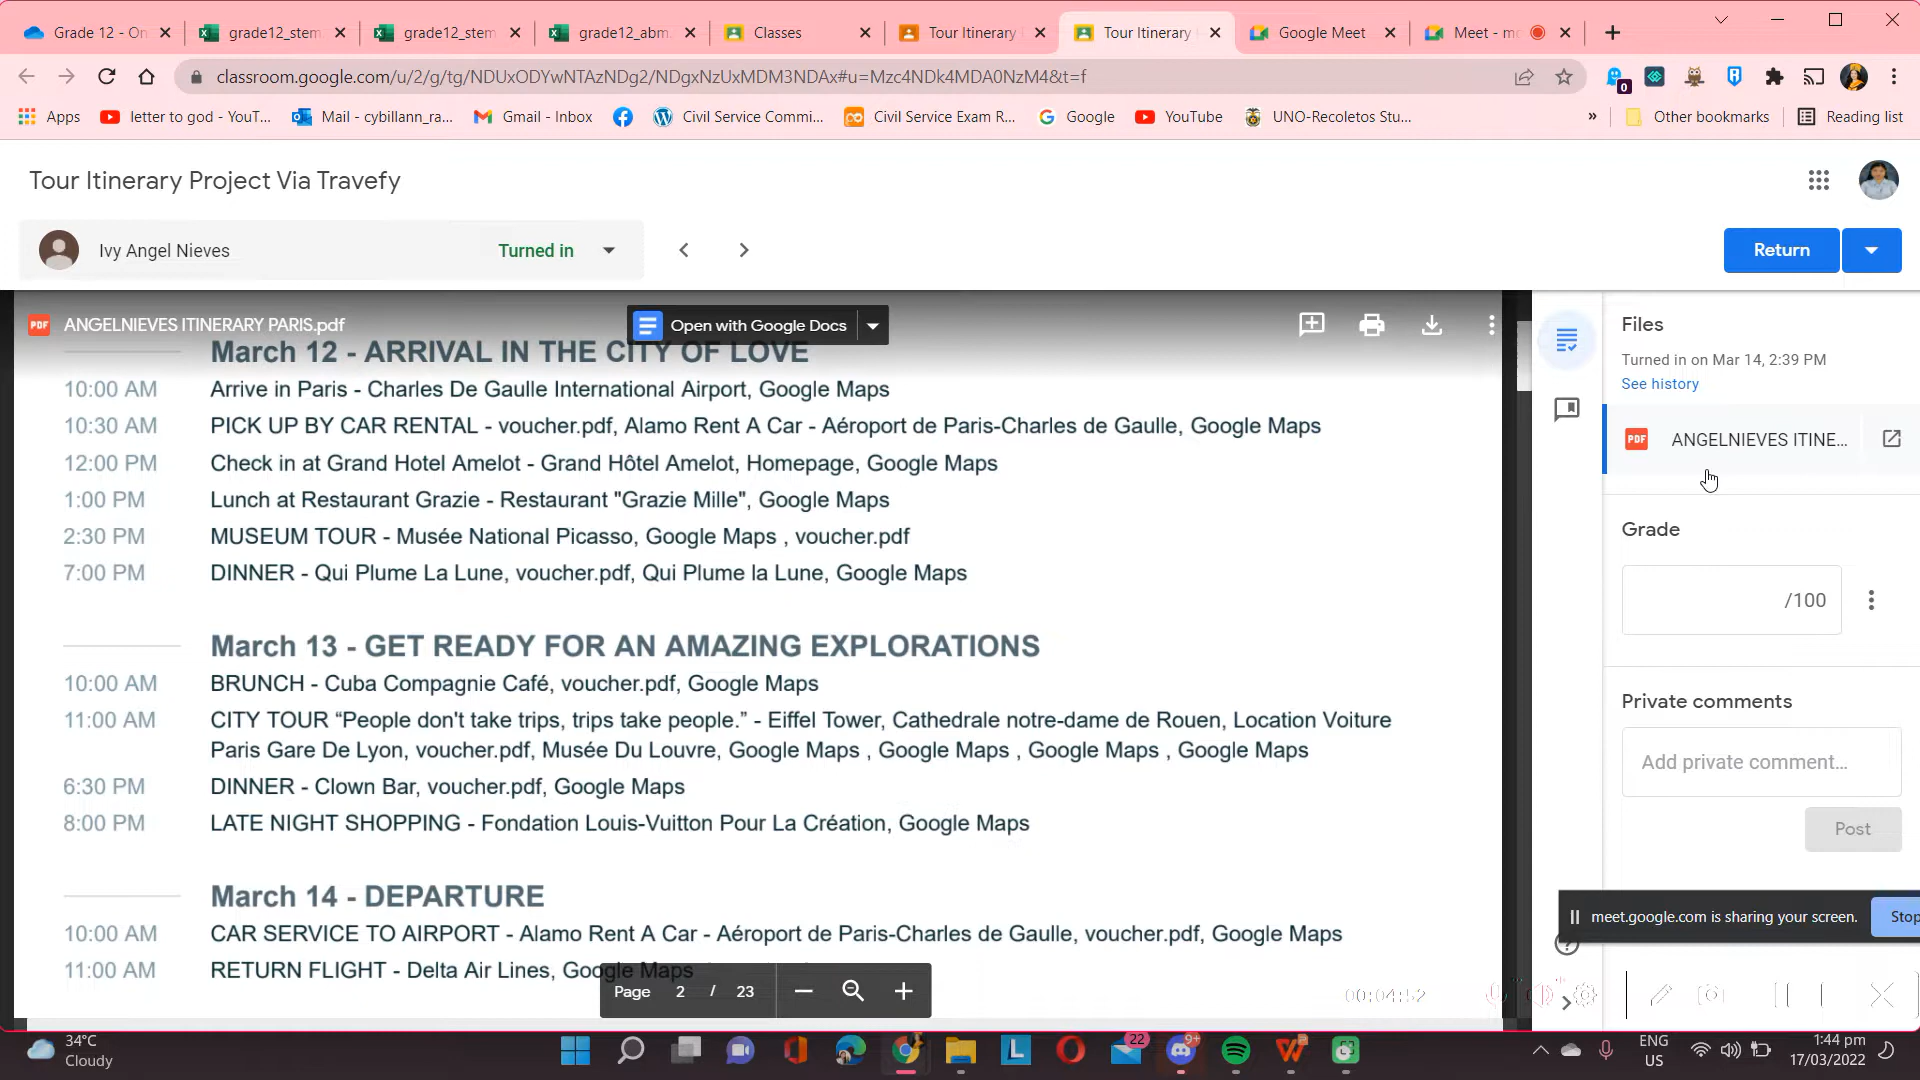 Grade 12 - On
grade12_stem
grade12_stem
grade12_abm
Classes
Tour Itinerary
Tour Itinerary
Google Meet
Meet - m
classroom.google.com/u/2/g/tg/NDUxODYwNTAzNDg2/NDgxNzUxMDM3NDAx#u=Mzc4NDk4MDA0NzM4&t=f
0
Apps
letter to god - YouT...
Mail - cybillann_ra...
Gmail - Inbox
Civil Service Commi...
Civil Service Exam R...
Google
YouTube
UNO-Recoletos Stu...
»
Other bookmarks
Reading list
Tour Itinerary Project Via Travefy
Ivy Angel Nieves
Turned in
Return
PDF
ANGELNIEVES ITINERARY PARIS.pdf
Open with Google Docs
March 12 - ARRIVAL IN THE CITY OF LOVE
10:00 AM Arrive in Paris - Charles De Gaulle International Airport, Google Maps
10:30 AM PICK UP BY CAR RENTAL - voucher.pdf, Alamo Rent A Car - Aéroport de Paris-Charles de Gaulle, Google Maps
12:00 PM Check in at Grand Hotel Amelot - Grand Hôtel Amelot, Homepage, Google Maps
1:00 PM Lunch at Restaurant Grazie - Restaurant "Grazie Mille", Google Maps
2:30 PM MUSEUM TOUR - Musée National Picasso, Google Maps , voucher.pdf
7:00 PM DINNER - Qui Plume La Lune, voucher.pdf, Qui Plume la Lune, Google Maps
March 13 - GET READY FOR AN AMAZING EXPLORATIONS
10:00 AM BRUNCH - Cuba Compagnie Café, voucher.pdf, Google Maps
11:00 AM CITY TOUR “People don't take trips, trips take people.” - Eiffel Tower, Cathedrale notre-dame de Rouen, Location Voiture
Paris Gare De Lyon, voucher.pdf, Musée Du Louvre, Google Maps , Google Maps , Google Maps , Google Maps
6:30 PM DINNER - Clown Bar, voucher.pdf, Google Maps
8:00 PM LATE NIGHT SHOPPING - Fondation Louis-Vuitton Pour La Création, Google Maps
March 14 - DEPARTURE
10:00 AM CAR SERVICE TO AIRPORT - Alamo Rent A Car - Aéroport de Paris-Charles de Gaulle, voucher.pdf, Google Maps
11:00 AM RETURN FLIGHT - Delta Air Lines, Google Maps
Page 2 / 23
Files
Turned in on Mar 14, 2:39 PM
See history
PDF
ANGELNIEVES ITINE...
Grade
/100
Private comments
Add private comment...
Post
meet.google.com is sharing your screen.
Stop
00:04:52
34°C
Cloudy
22
9+
ENG
US
1:44 pm
17/03/2022